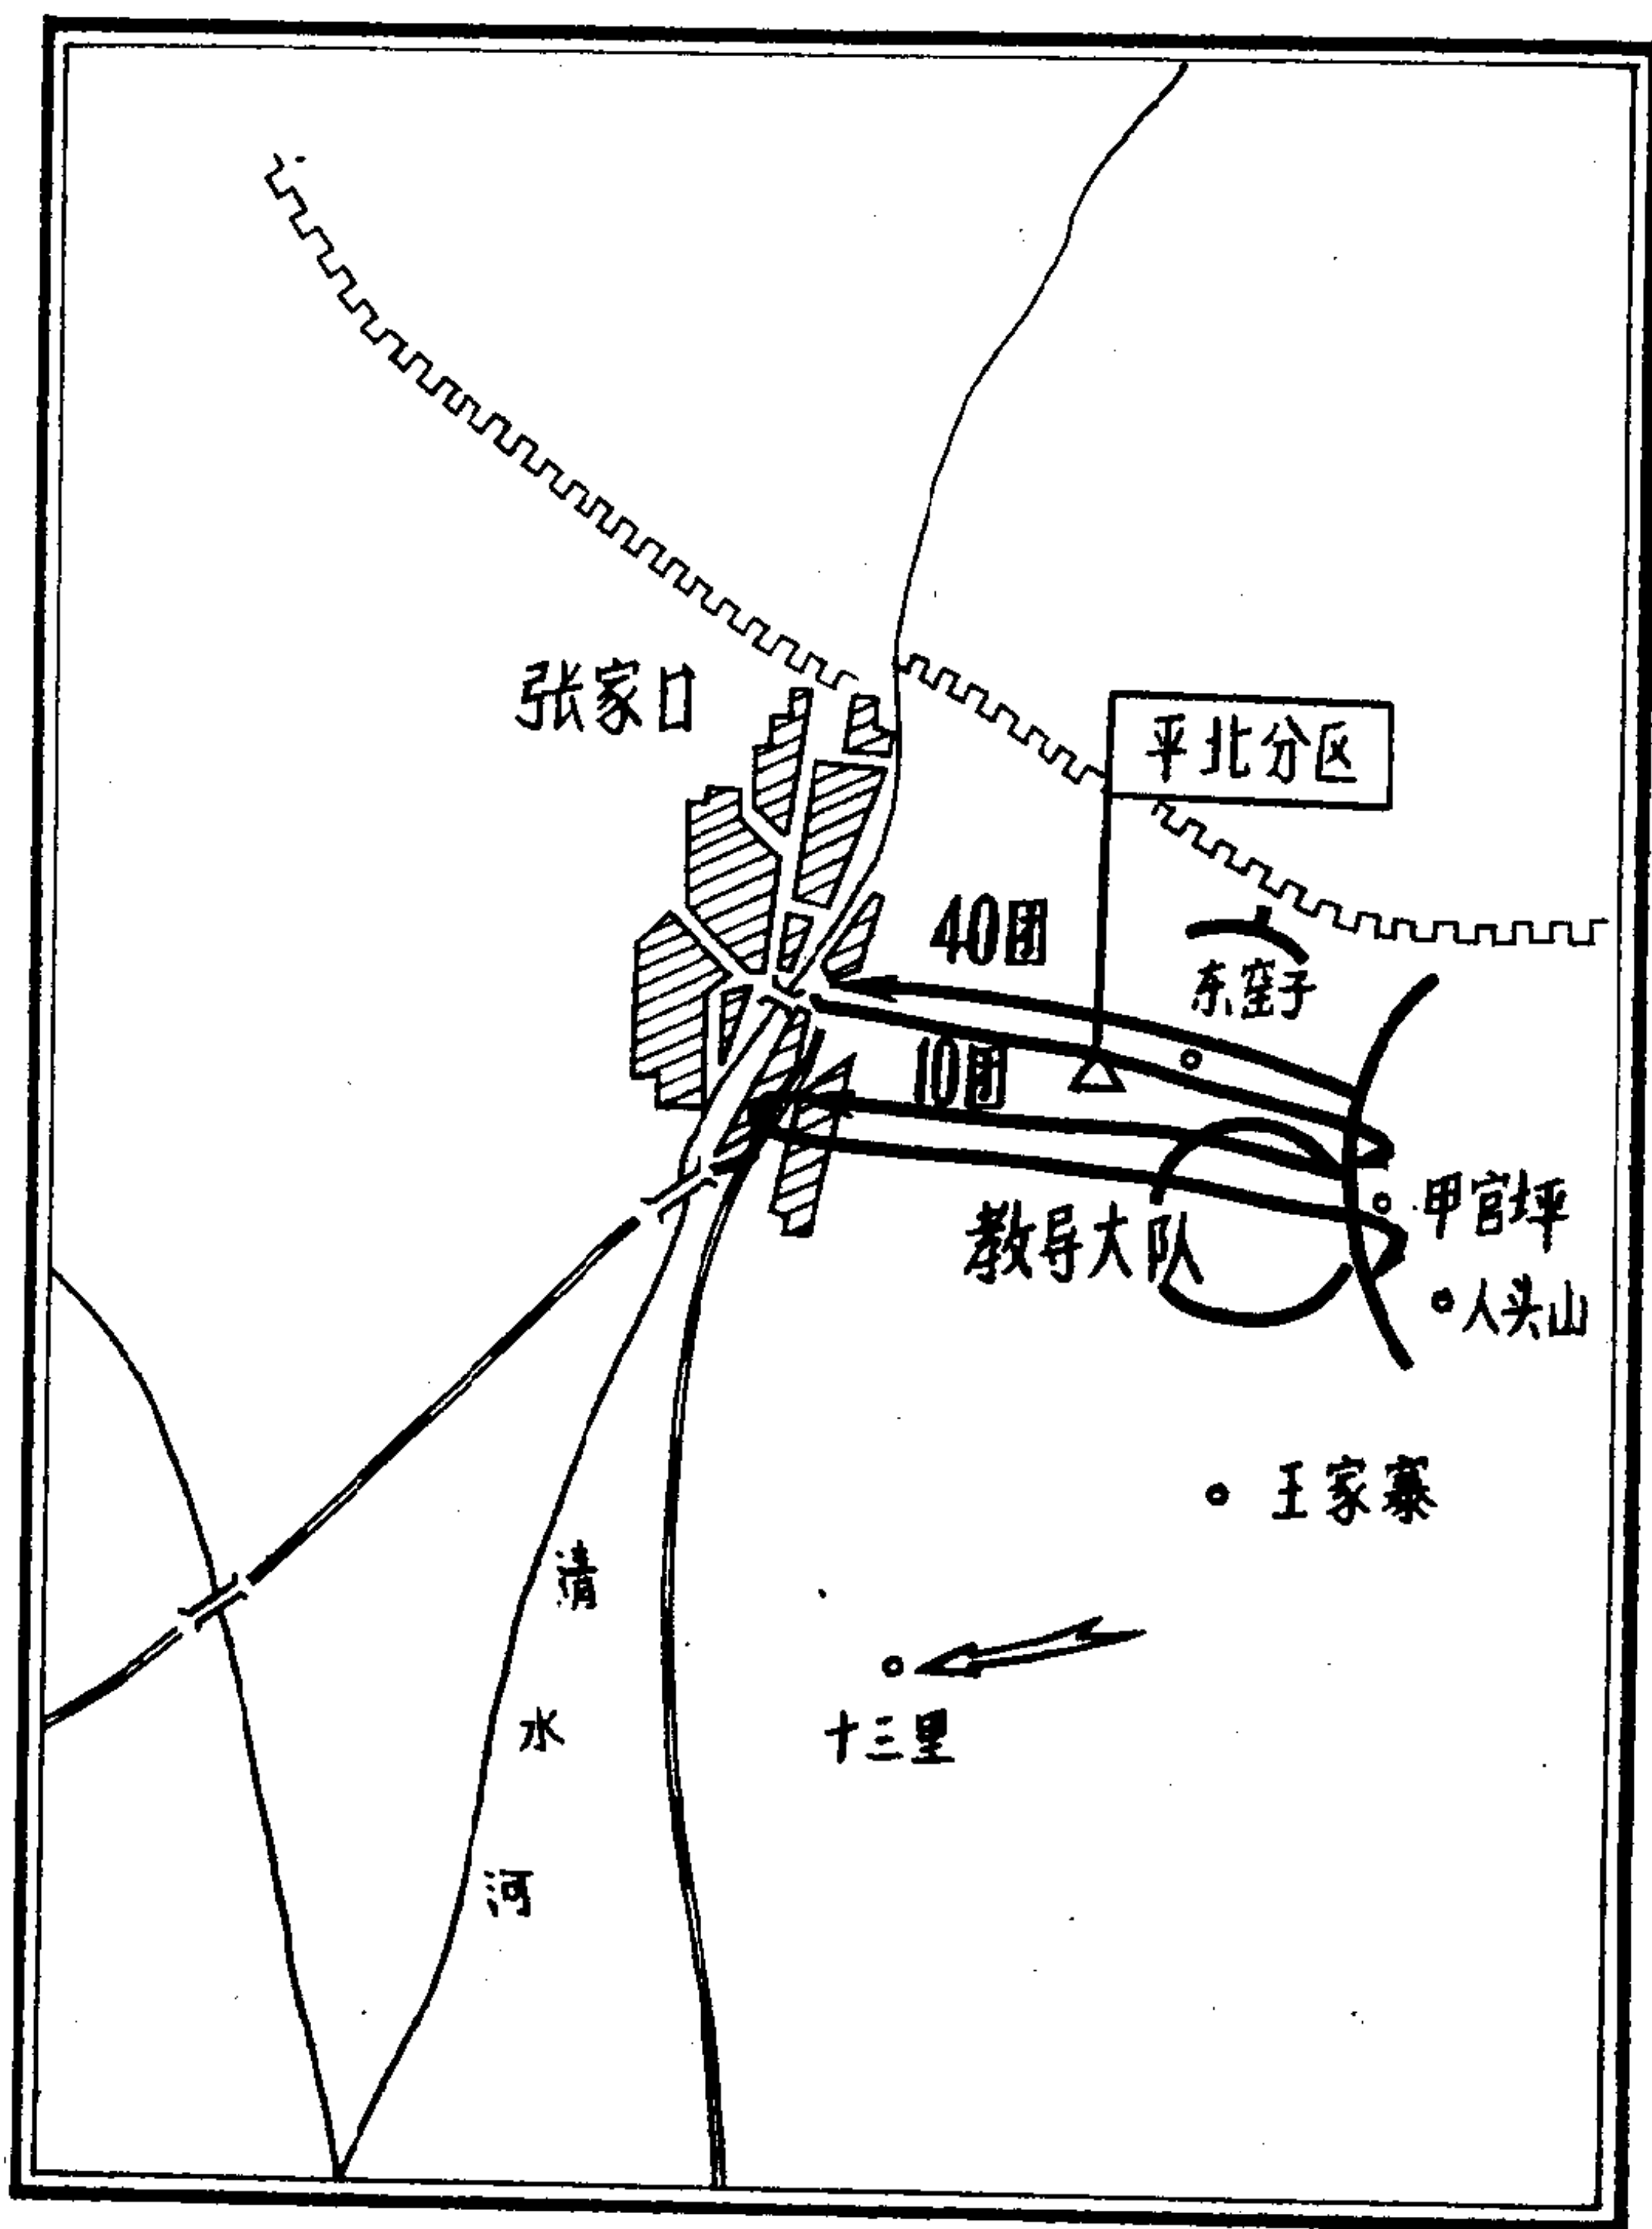 张家口
平北分区
40团
东窑子
10团
教导大队
甲官坪
人头山
王家寨
清水河
十三里